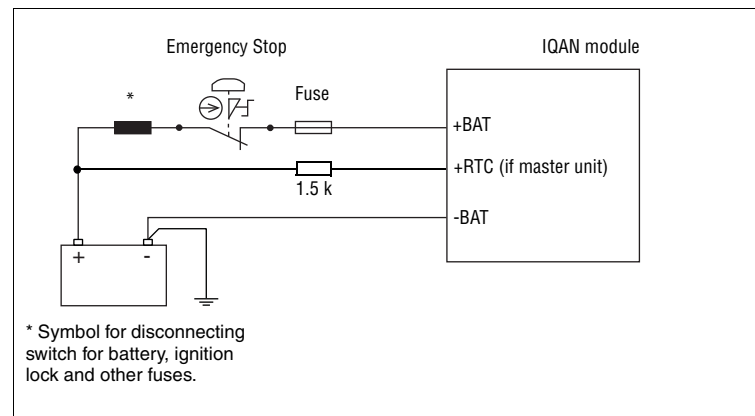 Emergency Stop
IQAN module
*
Fuse
+BAT
+RTC (if master unit)
1.5 k
-BAT
+ -
* Symbol for disconnecting
switch for battery, ignition
lock and other fuses.